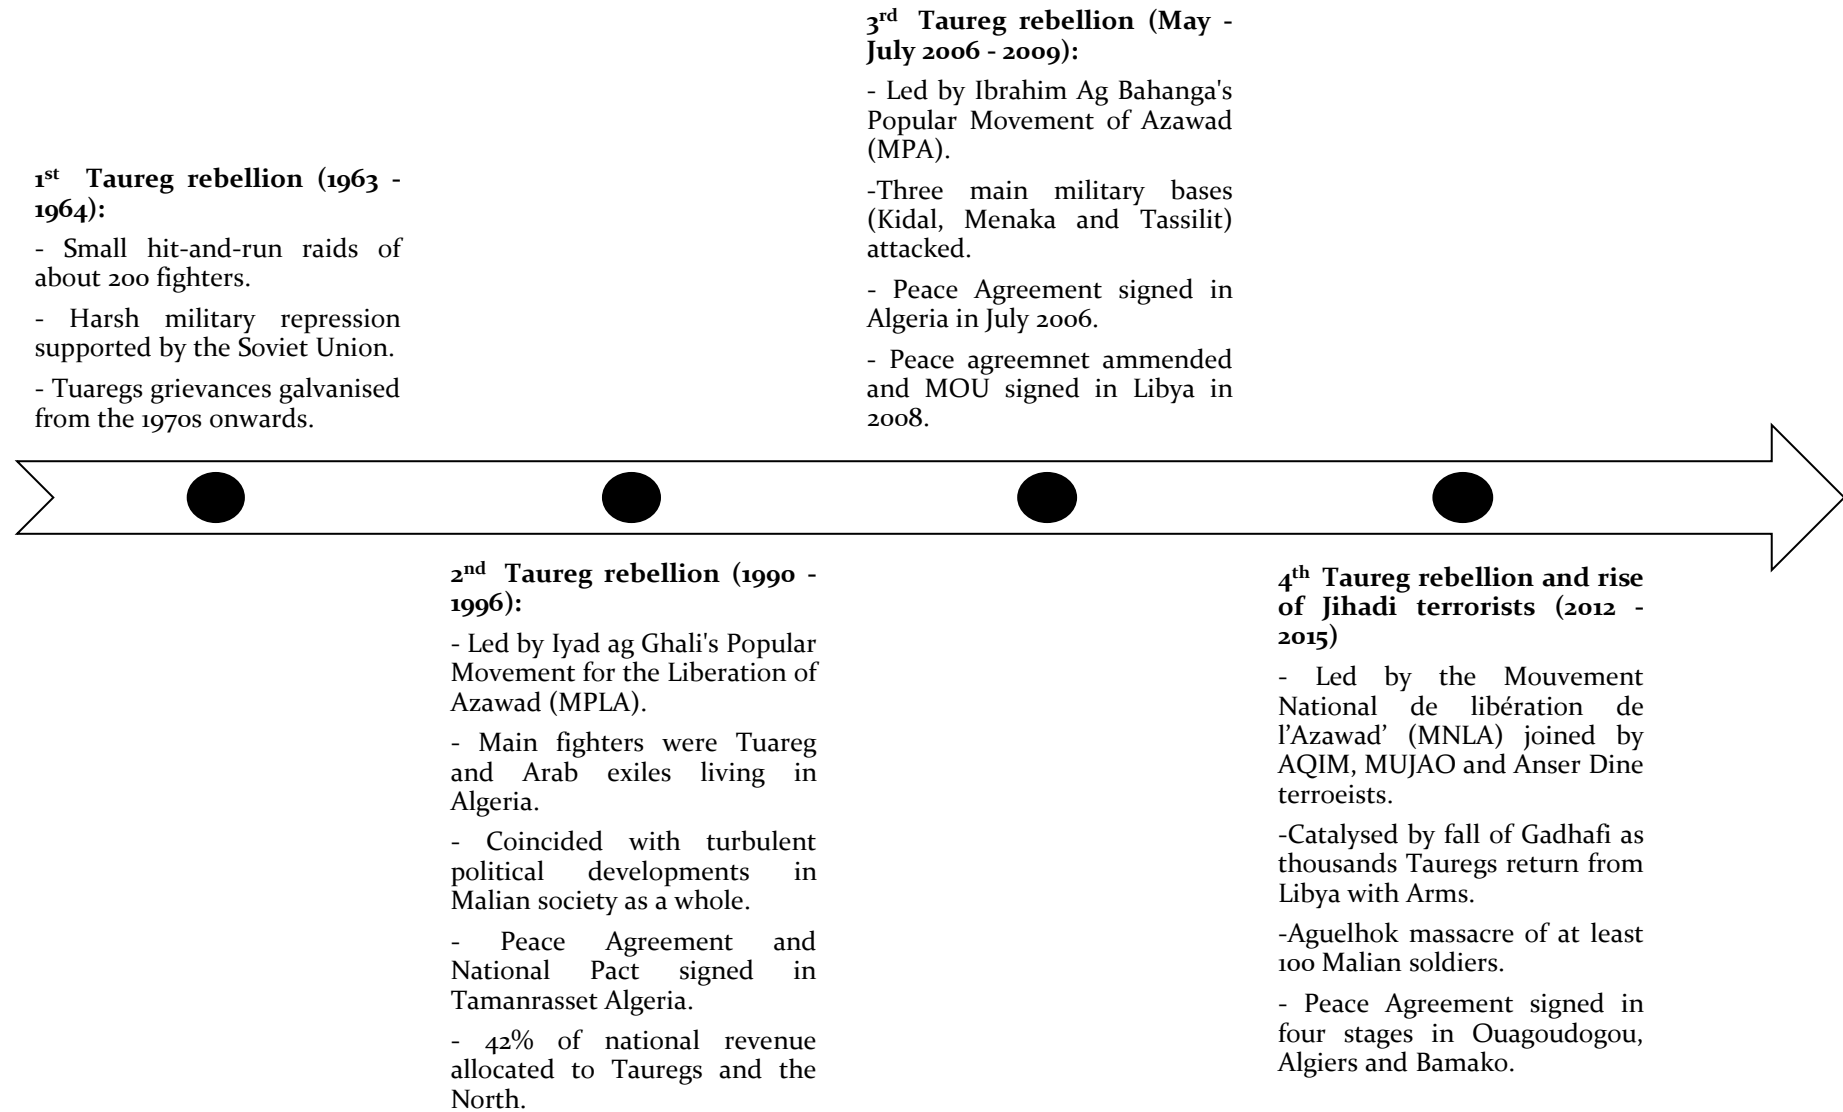 1st Taureg rebellion (1963 -
1964):
- Small hit-and-run raids of
about 200 fighters.
- Harsh military repression
supported by the Soviet Union.
- Tuaregs grievances galvanised
from the 1970s onwards.
2nd Taureg rebellion (1990 -
1996):
- Led by Iyad ag Ghali's Popular
Movement for the Liberation of
Azawad (MPLA).
- Main fighters were Tuareg
and Arab exiles living in
Algeria.
- Coincided with turbulent
political developments in
Malian society as a whole.
- Peace Agreement and
National Pact signed in
Tamanrasset Algeria.
- 42% of national revenue
allocated to Tauregs and the
North.
3rd Taureg rebellion (May -
July 2006 - 2009):
- Led by Ibrahim Ag Bahanga's
Popular Movement of Azawad
(MPA).
-Three main military bases
(Kidal, Menaka and Tassilit)
attacked.
- Peace Agreement signed in
Algeria in July 2006.
- Peace agreemnet ammended
and MOU signed in Libya in
2008.
4th Taureg rebellion and rise
of Jihadi terrorists (2012 -
2015)
- Led by the Mouvement
National de libération de
l'Azawad' (MNLA) joined by
AQIM, MUJAO and Anser Dine
terroeists.
-Catalysed by fall of Gadhafi as
thousands Tauregs return from
Libya with Arms.
-Aguelhok massacre of at least
100 Malian soldiers.
- Peace Agreement signed in
four stages in Ouagoudogou,
Algiers and Bamako.